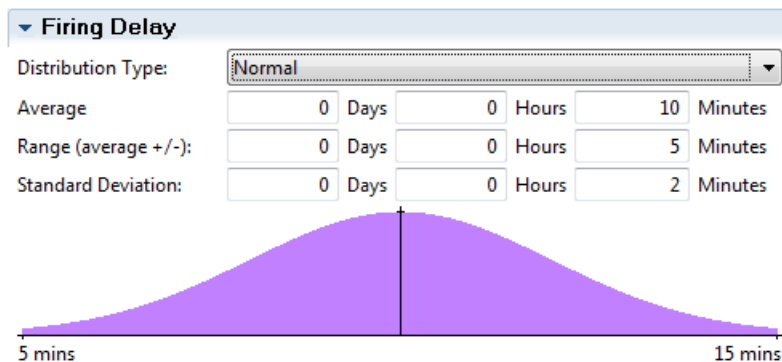 Firing Delay
Distribution Type: Normal
Average 0 Days 0 Hours 10 Minutes
Range (average +/-): 0 Days 0 Hours 5 Minutes
Standard Deviation: 0 Days 0 Hours 2 Minutes
5 mins 15 mins